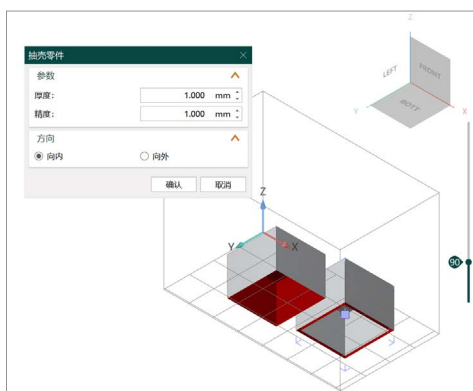 抽壳零件
参数
厚度：
1.000 mm
精度：
1.000 mm
方向
向内
向外
确认
取消
Z
LEFT
FRONT
BOTT
Y
X
Z
Y
X
90